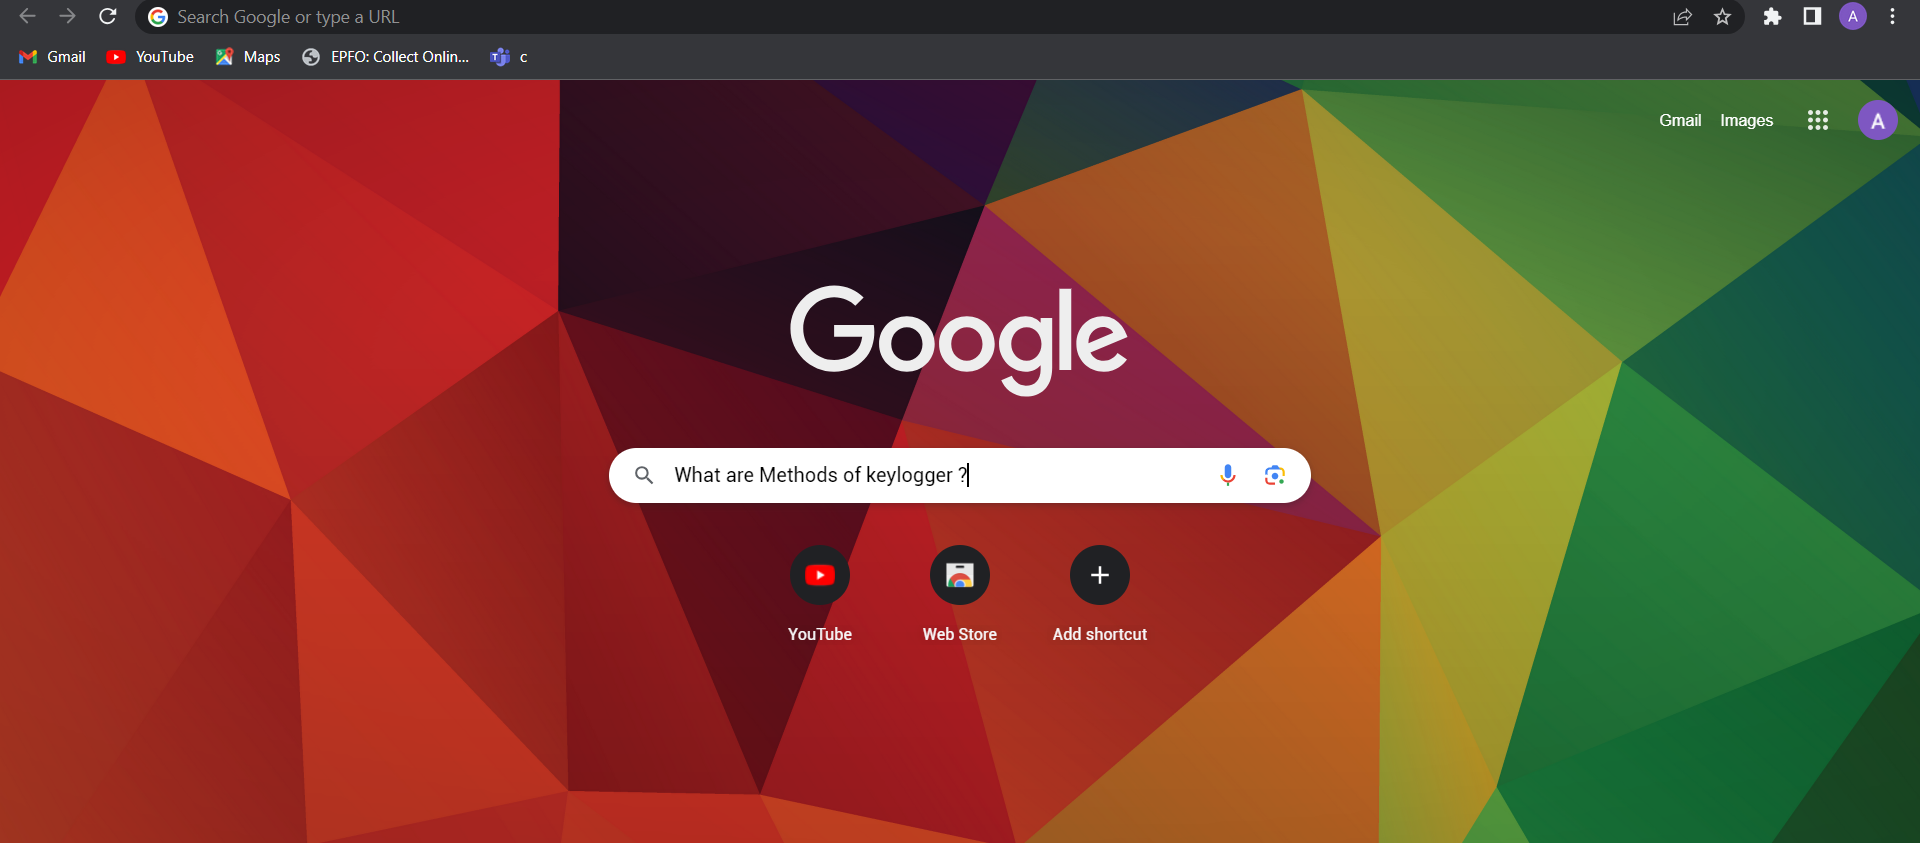 Search Google or type a URL
A
Gmail
YouTube
Maps
EPFO: Collect Onlin...
c
Gmail
Images
A
Google
What are Methods of keylogger ?
YouTube
Web Store
Add shortcut